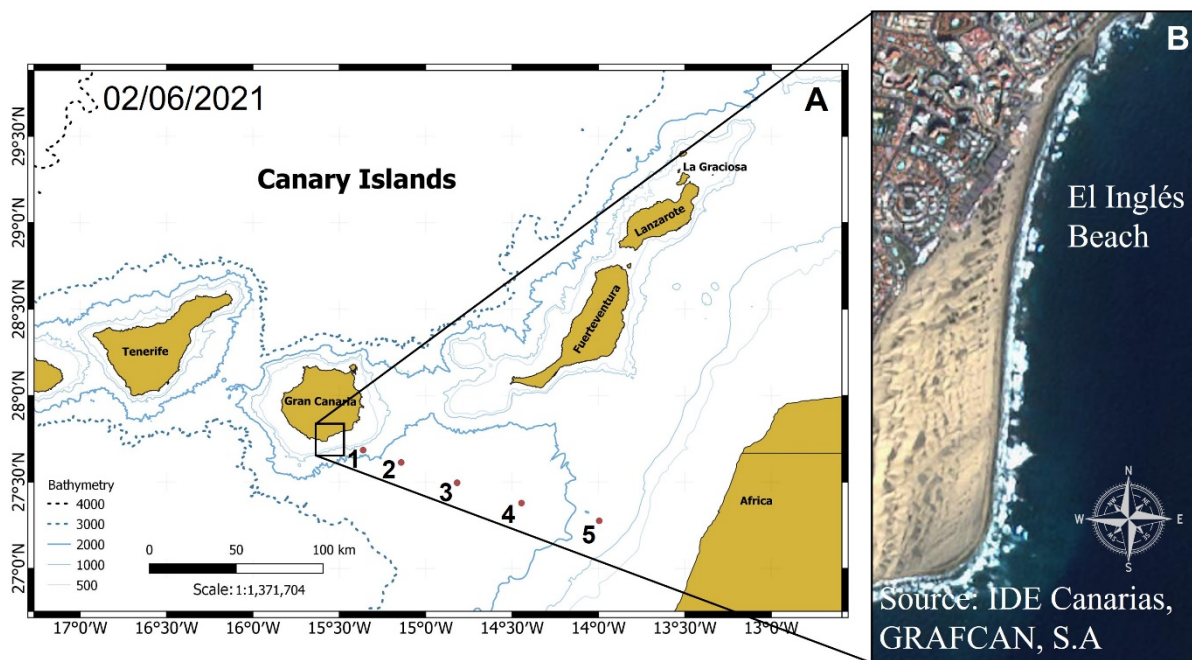 02/06/2021
A
Canary Islands
La Graciosa
Lanzarote
Fuerteventura
Tenerife
Gran Canaria
Africa
1
2
3
4
5
Bathymetry
4000
3000
2000
1000
500
0 50 100 km
Scale: 1:1,371,704
29°30'N
29°0'N
28°30'N
28°0'N
27°30'N
27°0'N
17°0'W 16°30'W 16°0'W 15°30'W 15°0'W 14°30'W 14°0'W 13°30'W 13°0'W
B
El Inglés
Beach
N
W E
WS SE
S
Source: IDE Canarias,
GRAFCAN, S.A